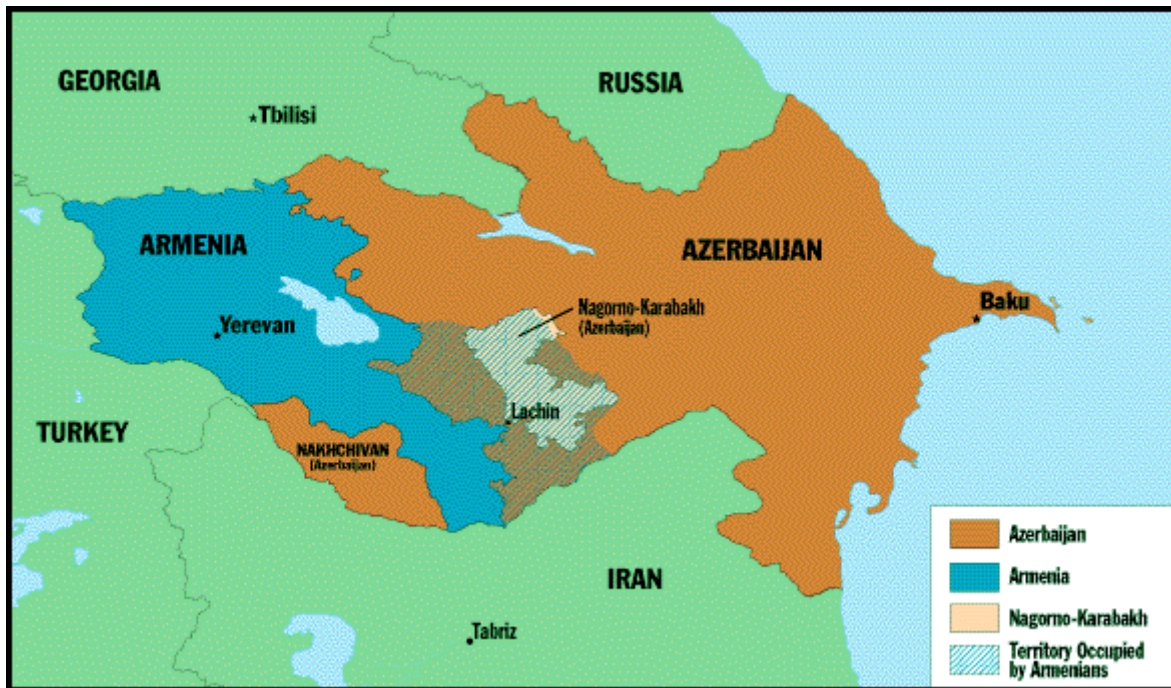 GEORGIA
RUSSIA
Tbilisi
ARMENIA
AZERBAIJAN
Nagorno-Karabakh
(Azerbaijan)
Baku
Yerevan
Lachin
TURKEY
NAKHCHIVAN
(Azerbaijan)
IRAN
Tabriz
Azerbaijan
Armenia
Nagorno-Karabakh
Territory Occupied
by Armenians